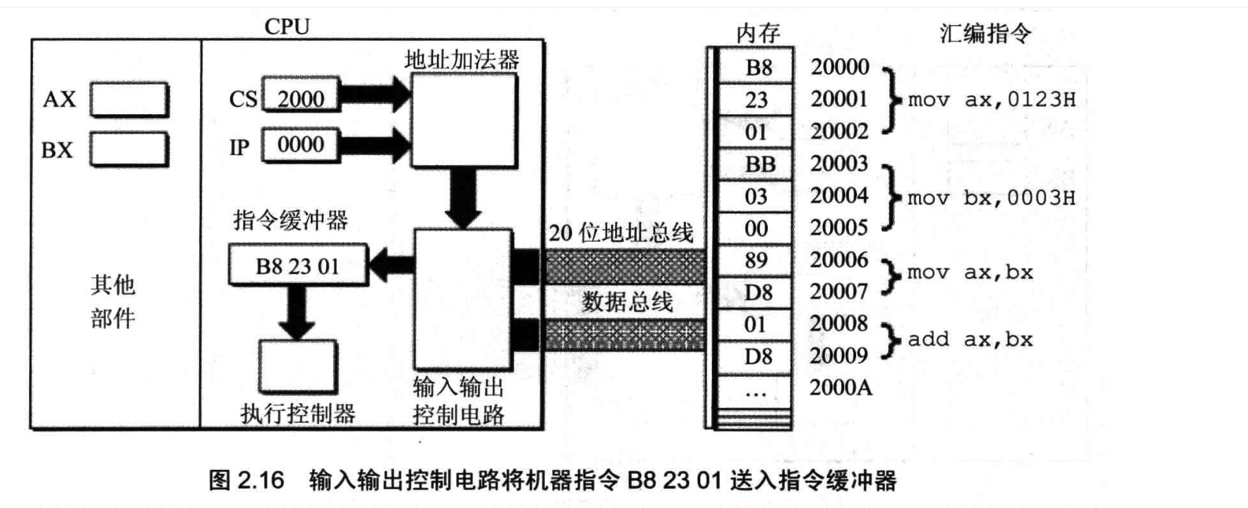 CPU
内存
汇编指令
地址加法器
AX
BX
CS 2000
IP 0000
指令缓冲器
B8 23 01
其他
部件
执行控制器
输入输出
控制电路
20 位地址总线
数据总线
B8 20000
23 20001
01 20002
mov ax,0123H
BB 20003
03 20004
00 20005
mov bx,0003H
89 20006
D8 20007
mov ax,bx
01 20008
D8 20009
add ax,bx
… 2000A
图 2.16 输入输出控制电路将机器指令 B8 23 01 送入指令缓冲器